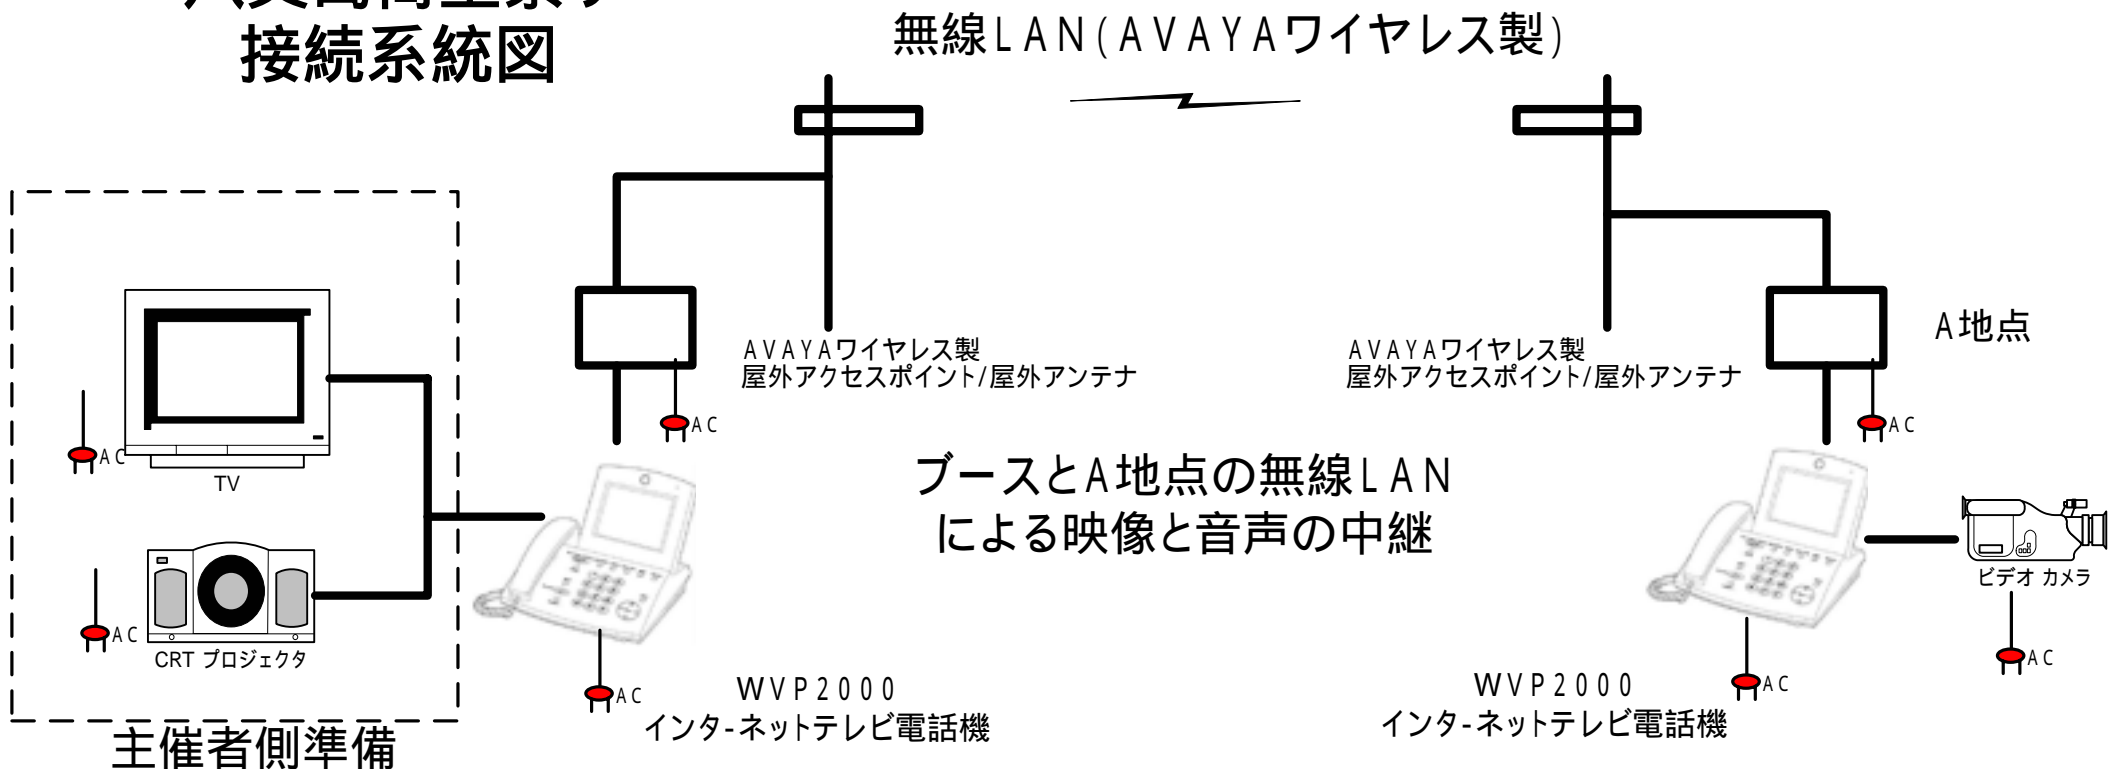 接続系統図
無線LAN(AVAYAワイヤレス製)
A地点
AVAYAワイヤレス製
屋外アクセスポイント/屋外アンテナ
AVAYAワイヤレス製
屋外アクセスポイント/屋外アンテナ
AC
AC
AC
TV
ブースとA地点の無線LAN
による映像と音声の中継
ビデオ カメラ
AC
CRT プロジェクタ
AC
AC
AC
WVP2000
インタ-ネットテレビ電話機
WVP2000
インタ-ネットテレビ電話機
主催者側準備